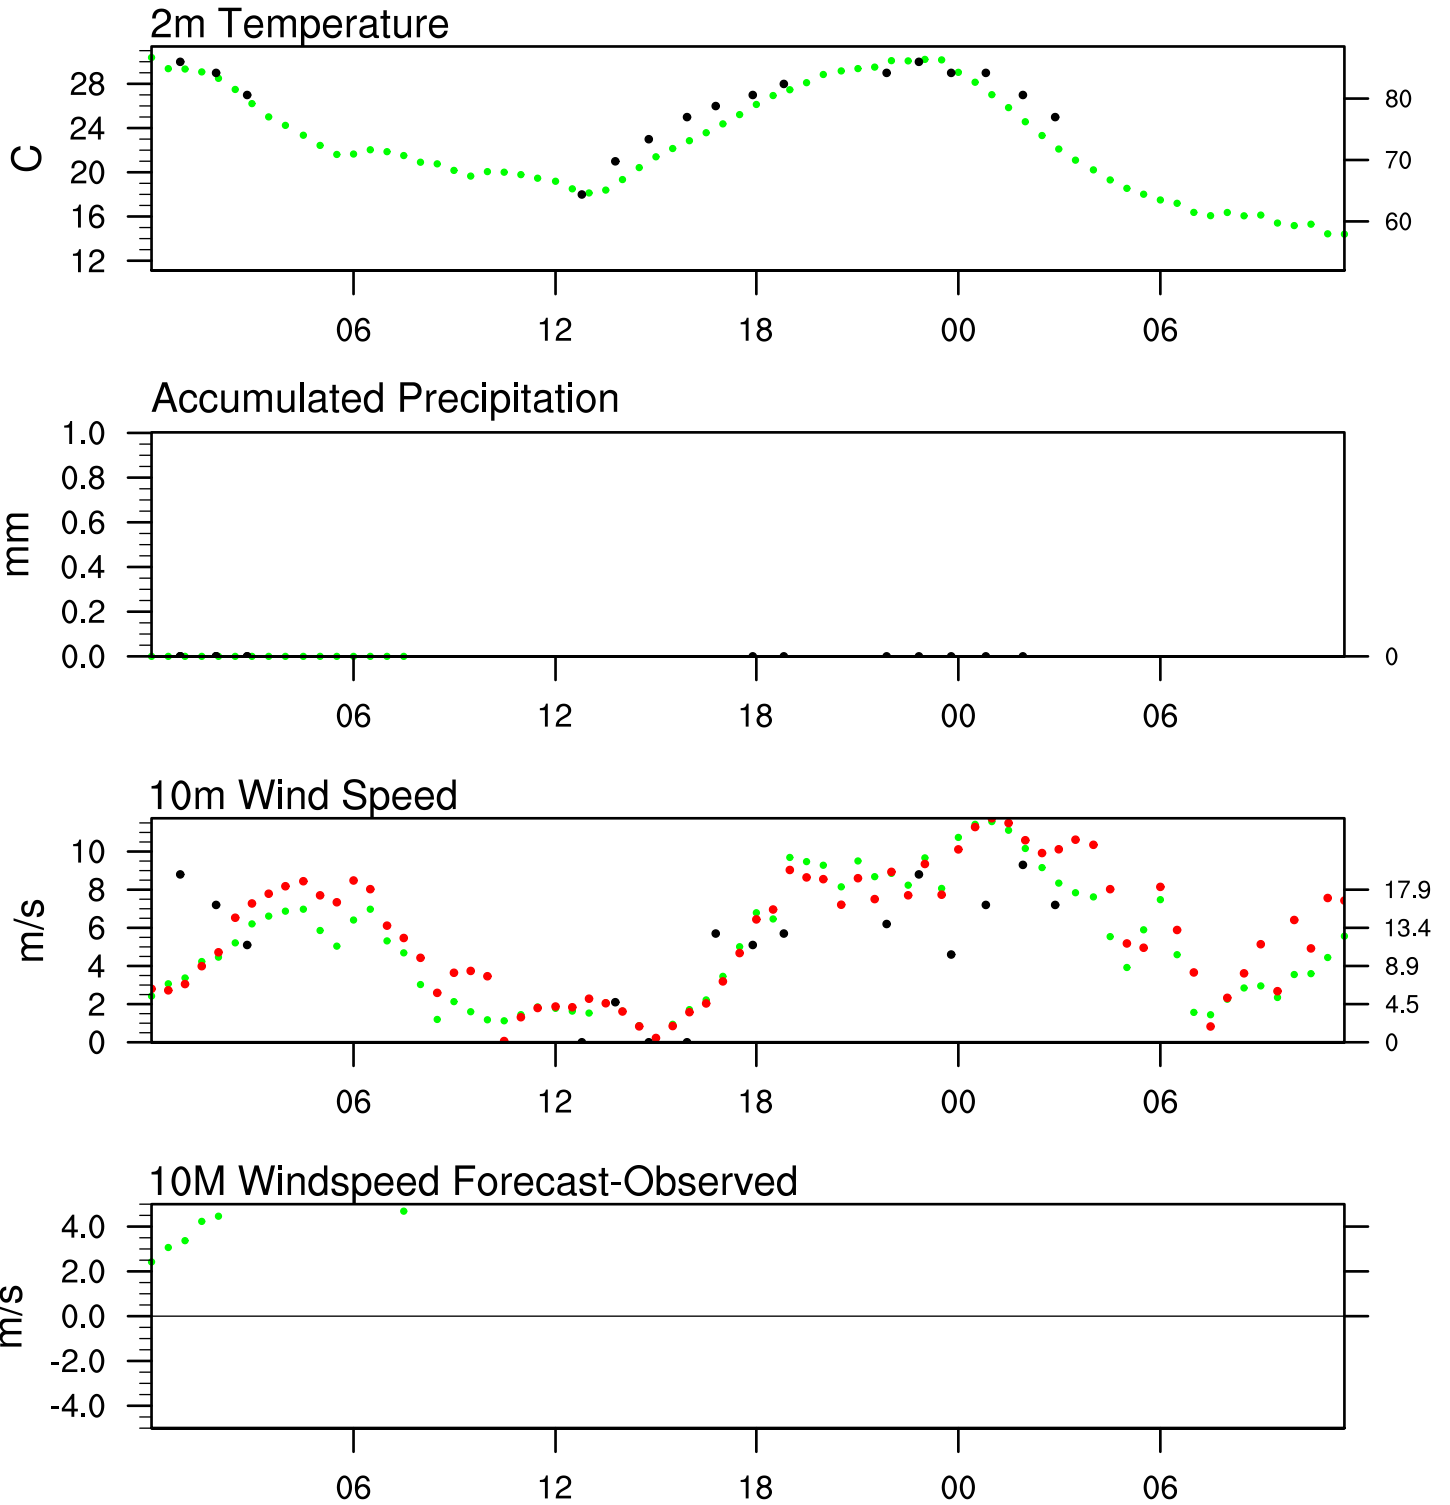 2m Temperature
28
24
20
16
12
C
80
70
60
06 12 18 00 06
Accumulated Precipitation
1.0
0.8
0.6
0.4
0.2
0.0
mm
0
06 12 18 00 06
10m Wind Speed
10
8
6
4
2
0
m/s
17.9
13.4
8.9
4.5
0
06 12 18 00 06
10M Windspeed Forecast-Observed
4.0
2.0
0.0
-2.0
-4.0
m/s
06 12 18 00 06